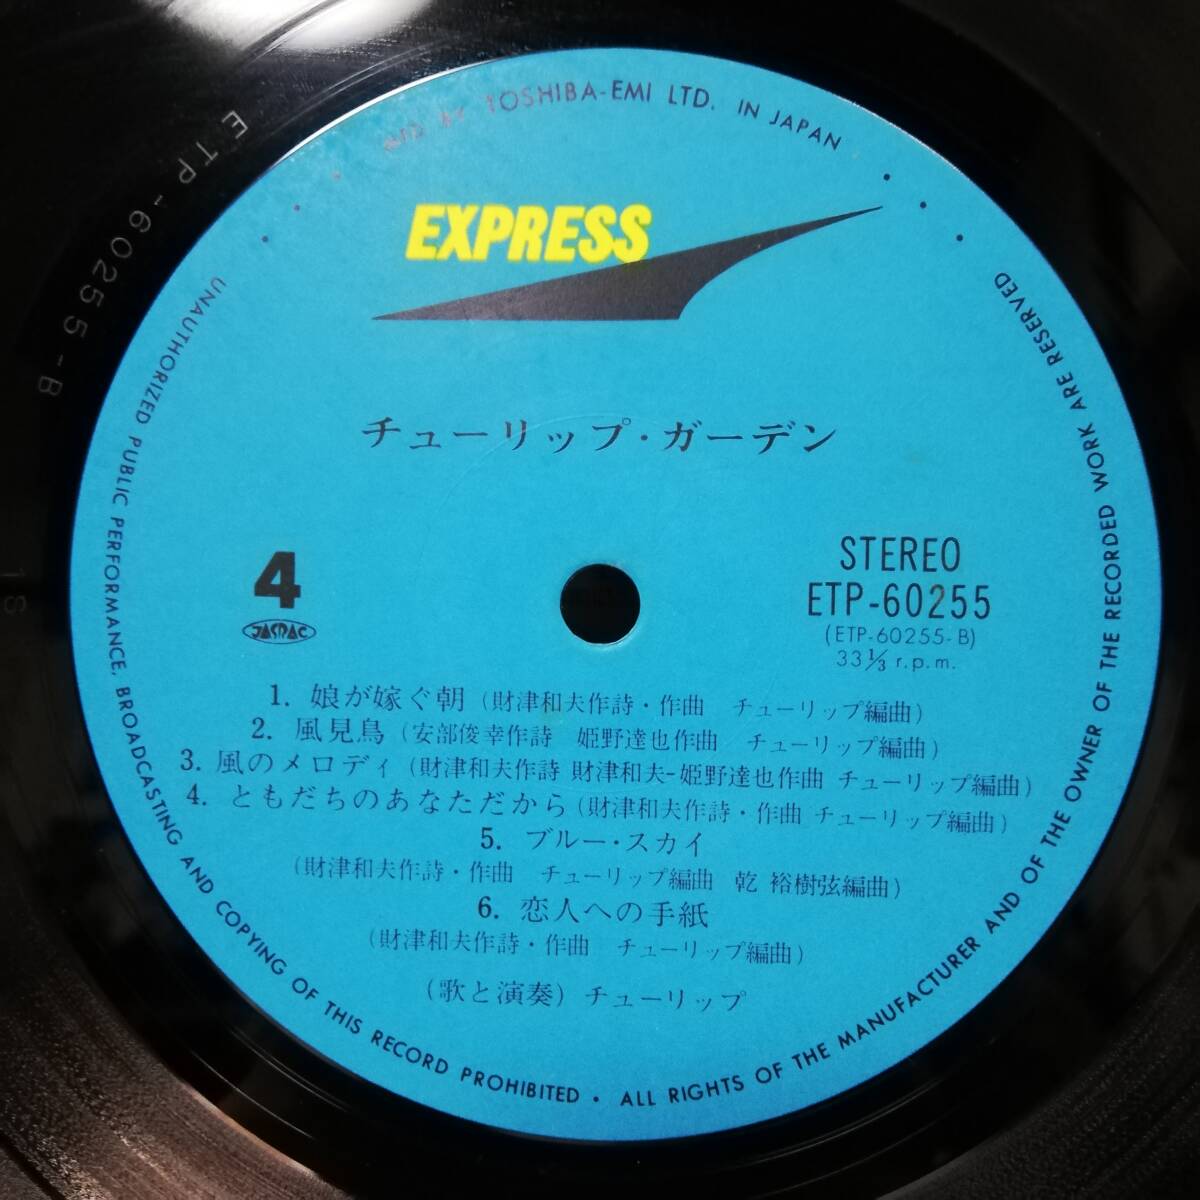 MFD BY TOSHIBA-EMI LTD. IN JAPAN
EXPRESS
ETP-60255-B
チューリップ・ガーデン
4
JASRAC
STEREO
ETP-60255
(ETP-60255-B)
33 1/3 r.p.m.
1. 娘が嫁ぐ朝 (財津和夫作詩・作曲 チューリップ編曲)
2. 風見鳥 (安部俊幸作詩 姫野達也作曲 チューリップ編曲)
3. 風のメロディ (財津和夫作詩 財津和夫-姫野達也作曲 チューリップ編曲)
4. ともだちのあなただから (財津和夫作詩・作曲 チューリップ編曲)
5. ブルー・スカイ
(財津和夫作詩・作曲 チューリップ編曲 乾 裕樹弦編曲)
6. 恋人への手紙
(財津和夫作詩・作曲 チューリップ編曲)
(歌と演奏) チューリップ
UNAUTHORIZED PUBLIC PERFORMANCE, BROADCASTING AND COPYING OF THIS RECORD PROHIBITED • ALL RIGHTS OF THE MANUFACTURER AND OF THE OWNER OF THE RECORDED WORK ARE RESERVED
S